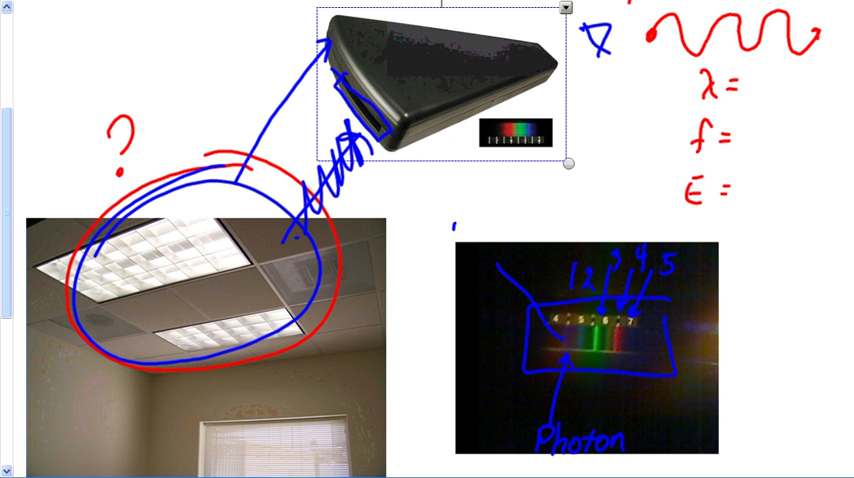 ?
λ =
f =
E =
1 2 3 4 5
4 5 6 7
Photon